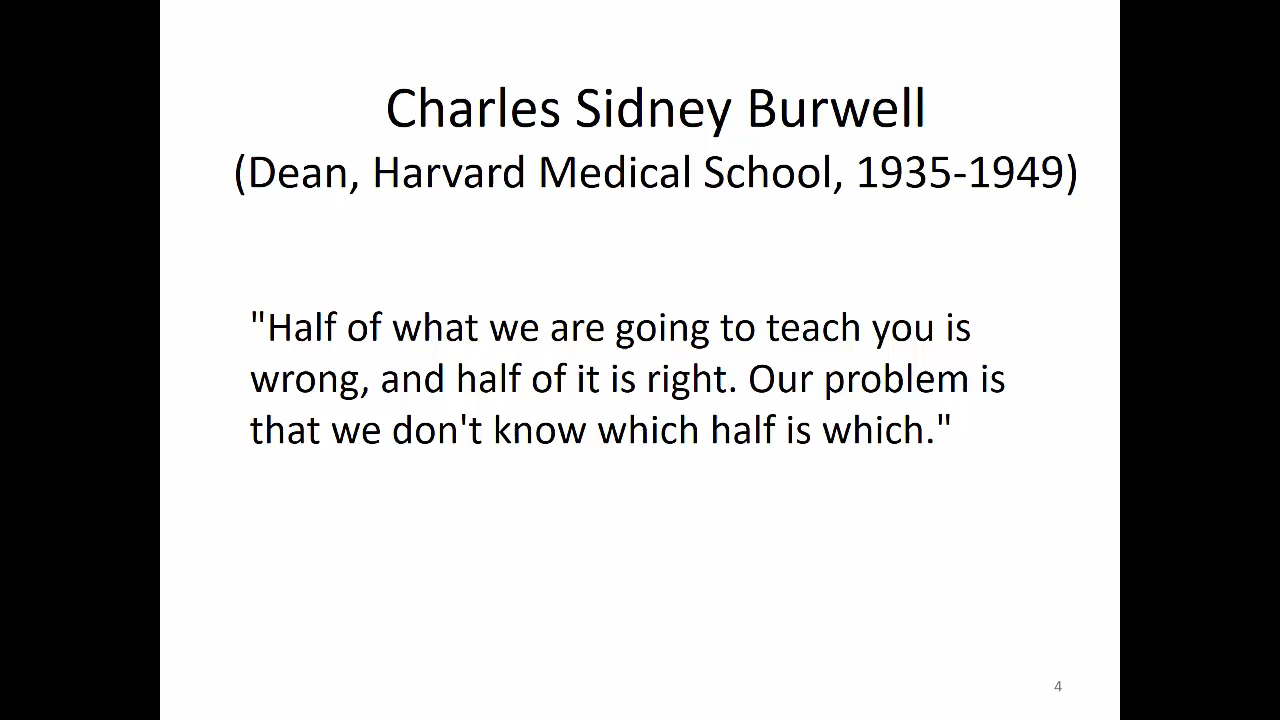 Charles Sidney Burwell
(Dean, Harvard Medical School, 1935-1949)
"Half of what we are going to teach you is
wrong, and half of it is right. Our problem is
that we don't know which half is which."
4